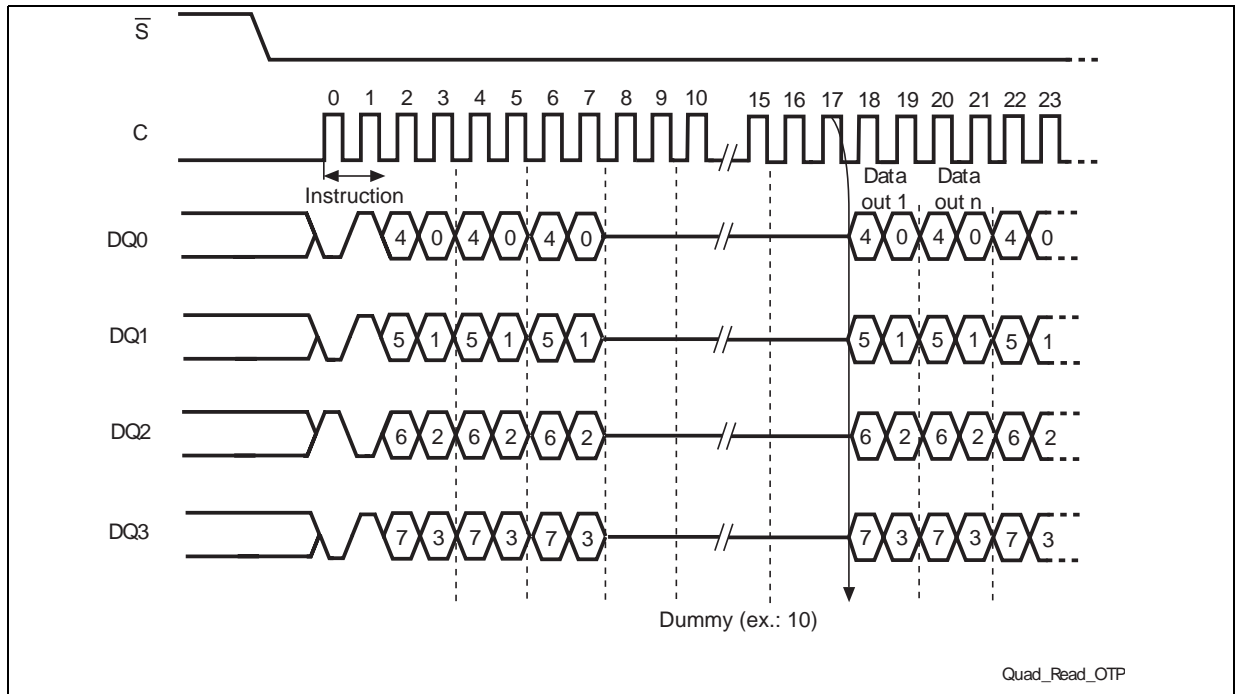 S
0 1 2 3 4 5 6 7 8 9 10 15 16 17 18 19 20 21 22 23
C
Instruction
Data out 1
Data out n
DQ0
4 0 4 0 4 0 4 0 4 0 4 0
DQ1
5 1 5 1 5 1 5 1 5 1 5 1
DQ2
6 2 6 2 6 2 6 2 6 2 6 2
DQ3
7 3 7 3 7 3 7 3 7 3 7 3
Dummy (ex.: 10)
Quad_Read_OTP